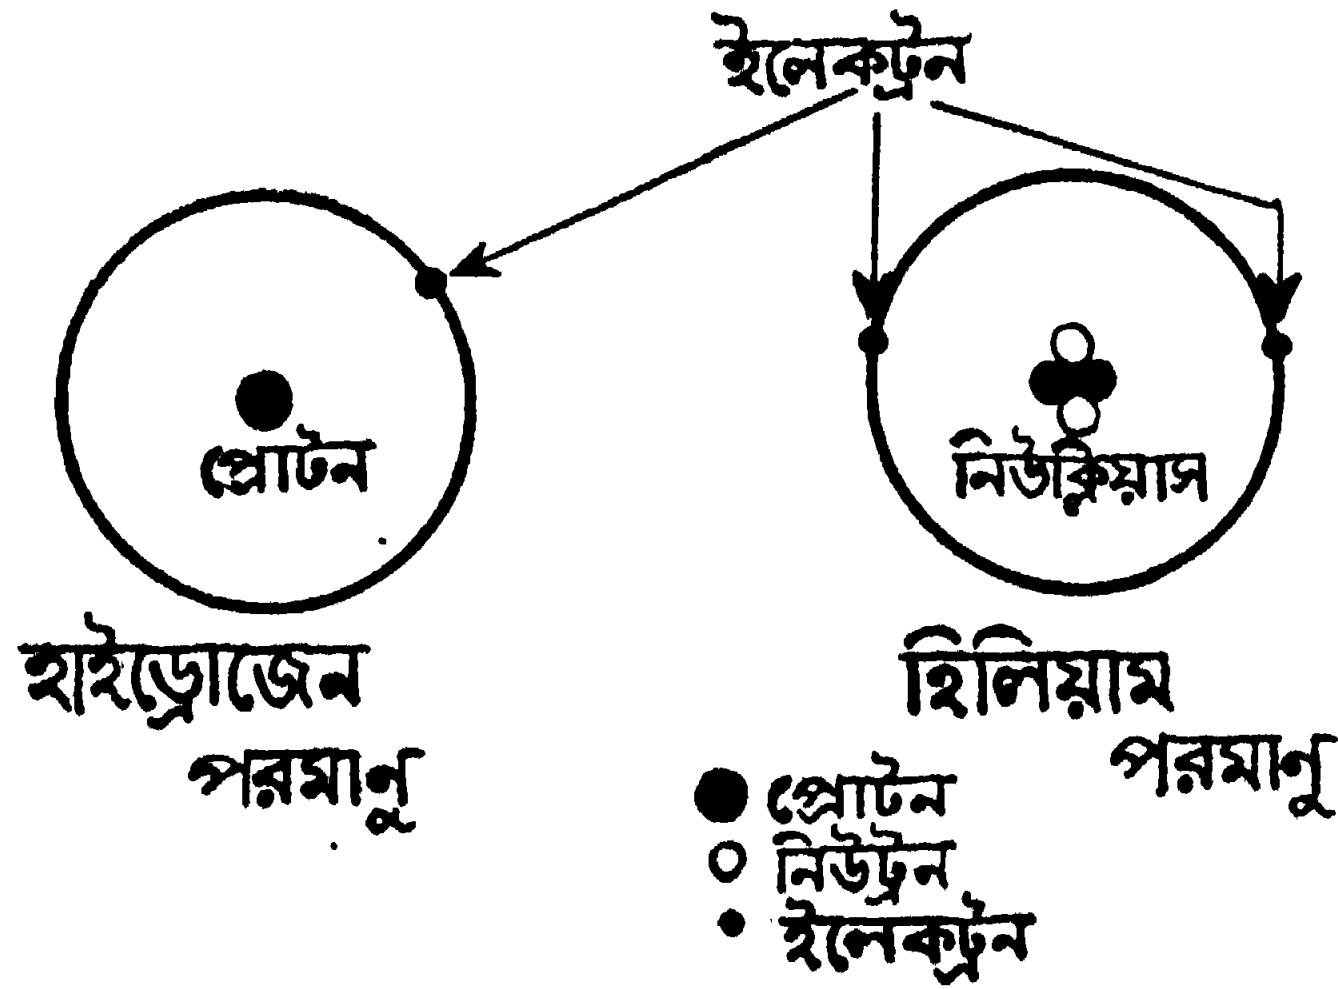 ইলেকট্রন
প্রোটন
নিউক্লিয়াস
হাইড্রোজেন
পরমাণু
হিলিয়াম
পরমাণু
প্রোটন
নিউট্রন
ইলেকট্রন